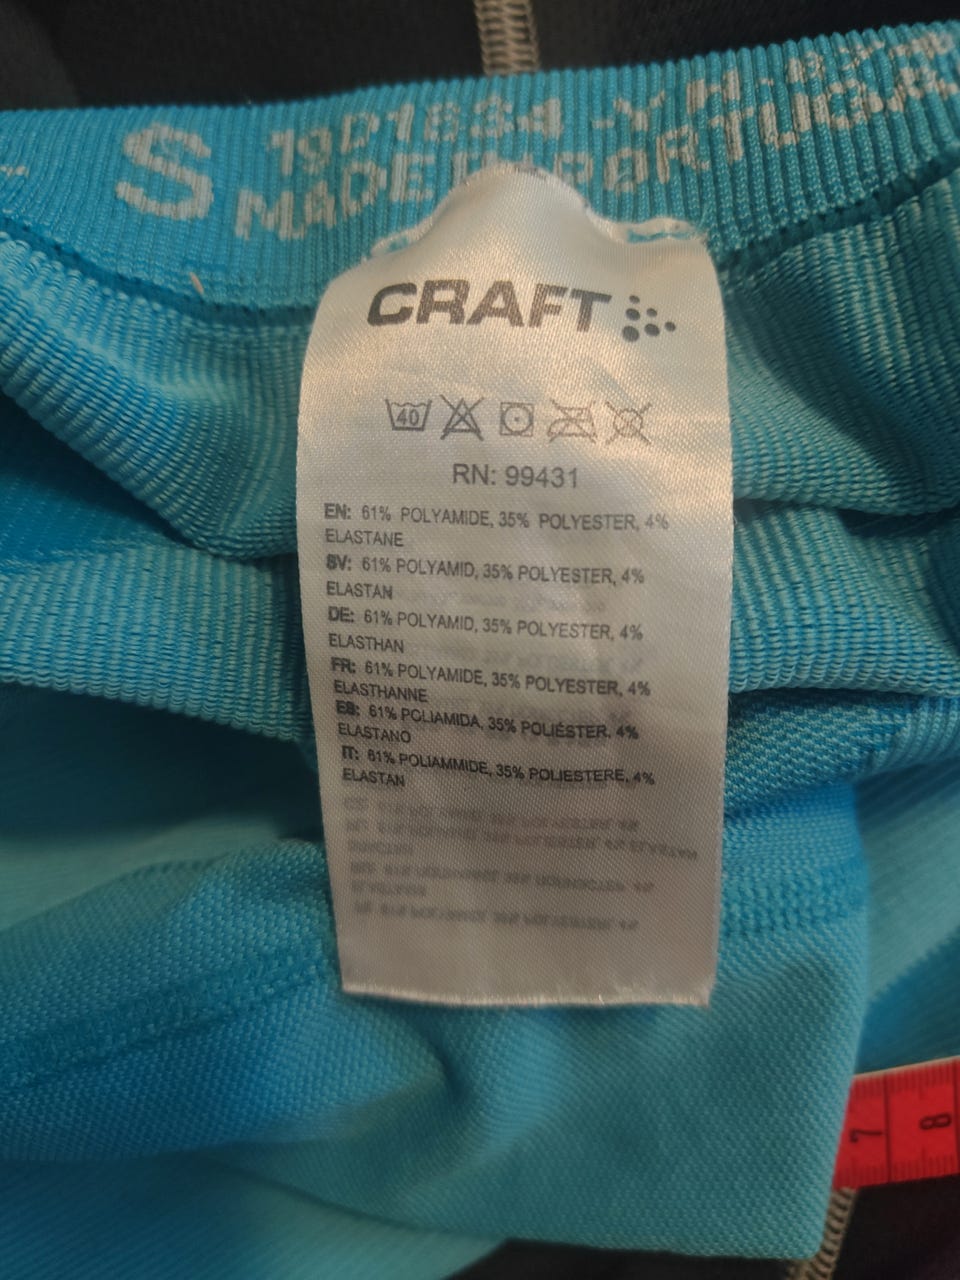 S
19D1834
MADE PORTUGAL
CRAFT
40
RN: 99431
EN: 61% POLYAMIDE, 35% POLYESTER, 4%
ELASTANE
SV: 61% POLYAMID, 35% POLYESTER, 4%
ELASTAN
DE: 61% POLYAMID, 35% POLYESTER, 4%
ELASTHAN
FR: 61% POLYAMIDE, 35% POLYESTER, 4%
ELASTHANNE
ES: 61% POLIAMIDA, 35% POLIÉSTER, 4%
ELASTANO
IT: 61% POLIAMMIDE, 35% POLIESTERE, 4%
ELASTAN
7 8